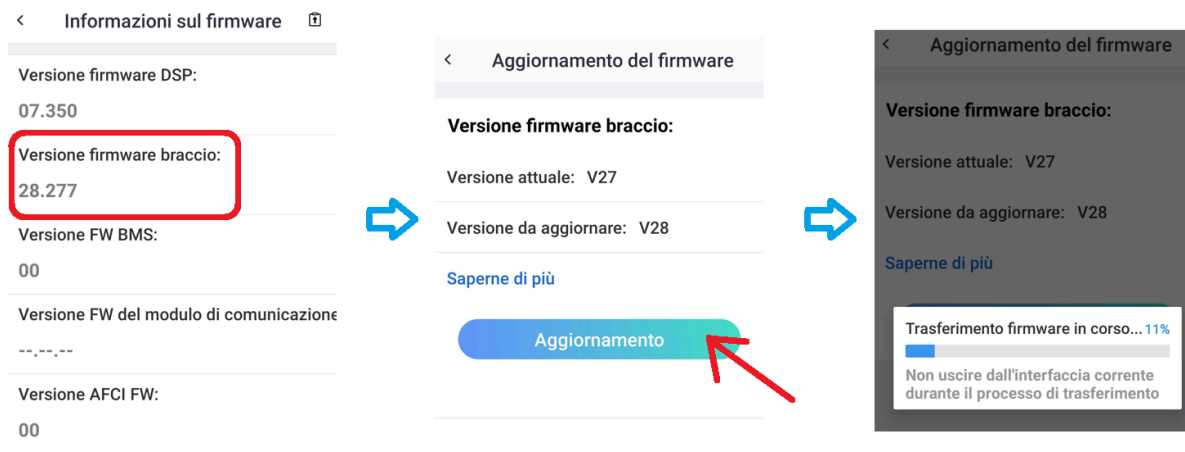 Informazioni sul firmware
Versione firmware DSP:
07.350
Versione firmware braccio:
28.277
Versione FW BMS:
00
Versione FW del modulo di comunicazione
--.--.--
Versione AFCI FW:
00
Aggiornamento del firmware
Versione firmware braccio:
Versione attuale: V27
Versione da aggiornare: V28
Saperne di più
Aggiornamento
Aggiornamento del firmware
Versione firmware braccio:
Versione attuale: V27
Versione da aggiornare: V28
Saperne di più
Trasferimento firmware in corso... 11%
Non uscire dall'interfaccia corrente
durante il processo di trasferimento